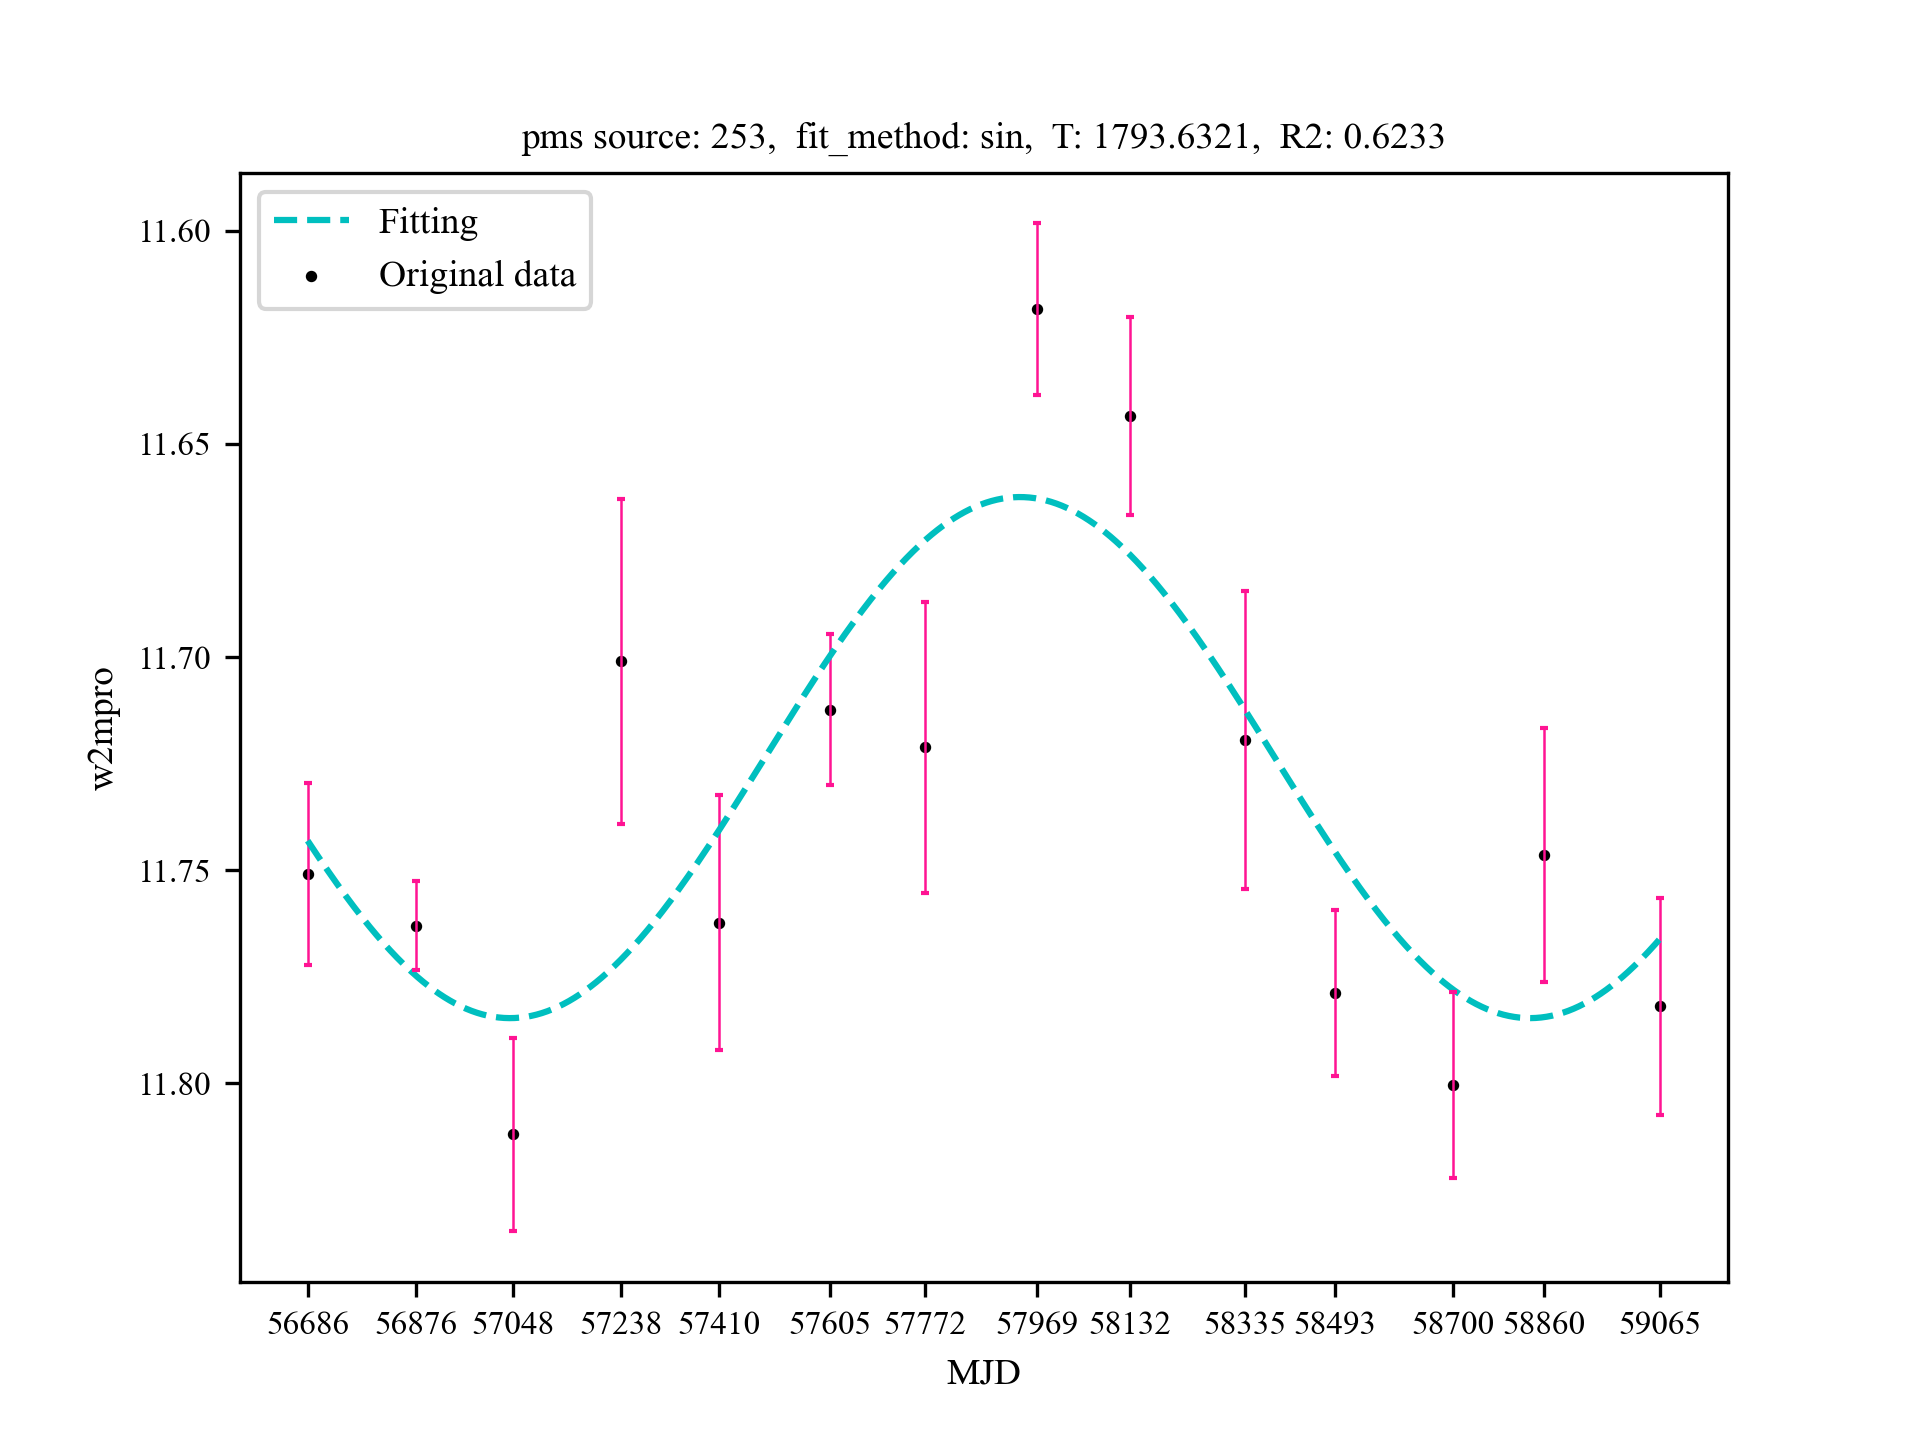 pms source: 253,  fit_method: sin,  T: 1793.6321,  R2: 0.6233
Fitting
Original data
11.60
11.65
11.70
11.75
11.80
w2mpro
56686 56876 57048 57238 57410 57605 57772 57969 58132 58335 58493 58700 58860 59065
MJD